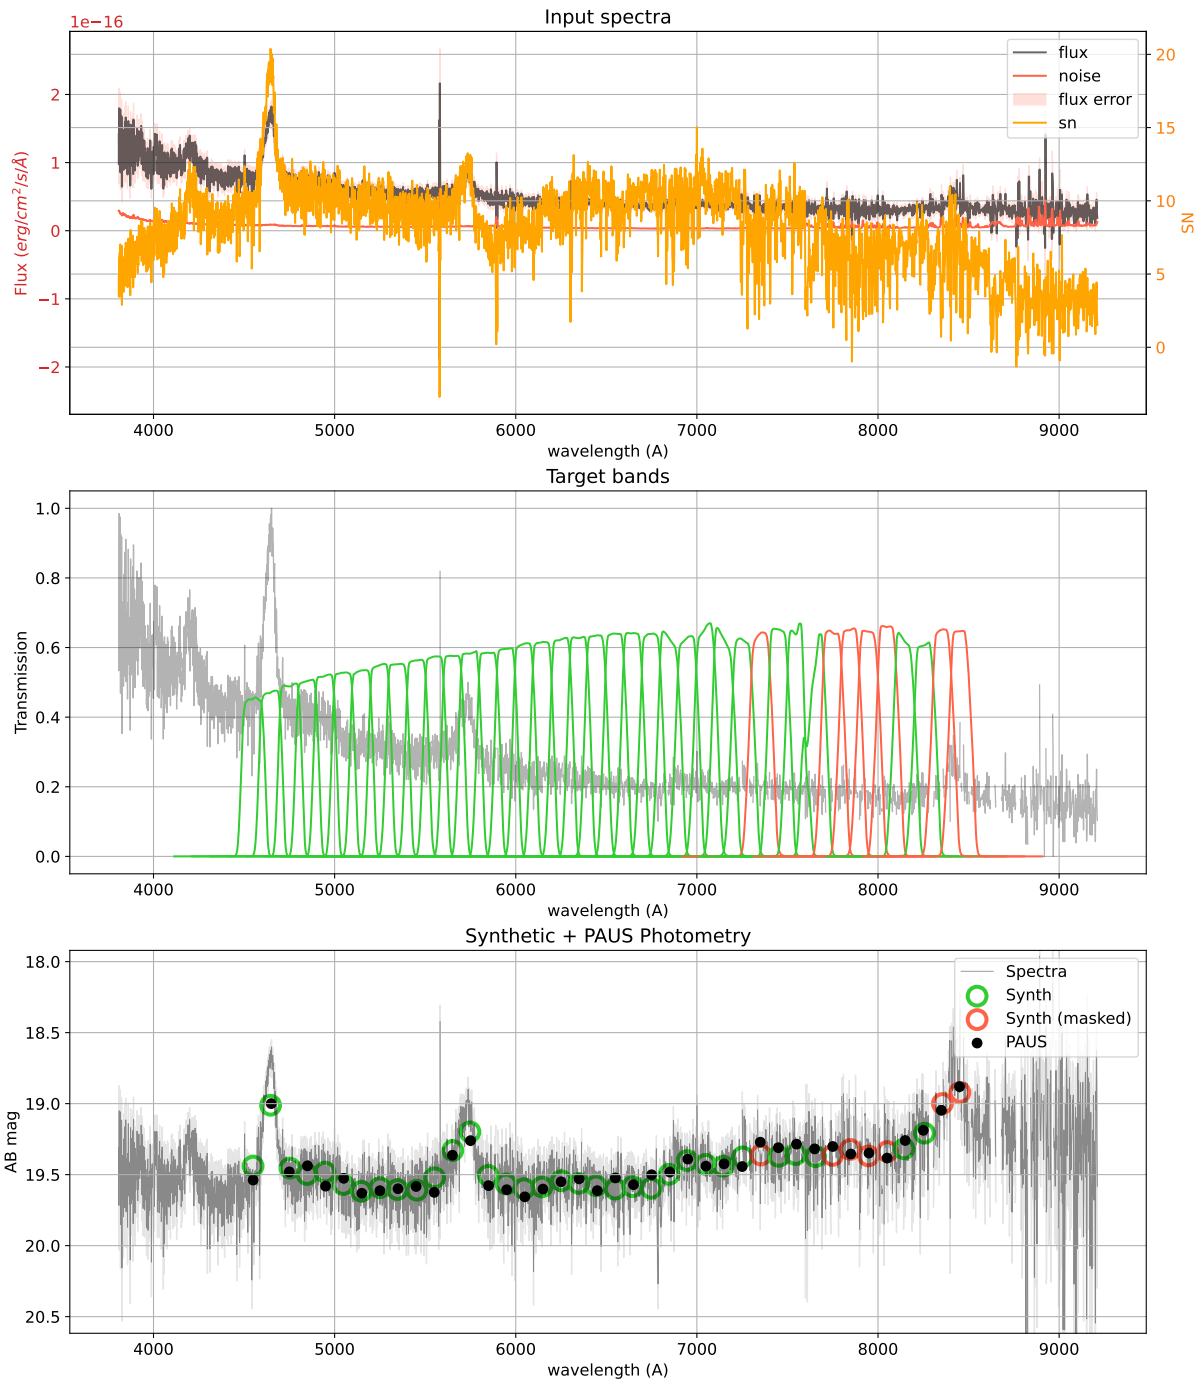 Input spectra
1e−16
flux
noise
flux error
sn
2
1
0
−1
−2
20
15
10
5
0
Flux (erg/cm²/s/Å)
SN
4000 5000 6000 7000 8000 9000
wavelength (A)
Target bands
1.0
0.8
0.6
0.4
0.2
0.0
Transmission
4000 5000 6000 7000 8000 9000
wavelength (A)
Synthetic + PAUS Photometry
Spectra
Synth
Synth (masked)
PAUS
18.0
18.5
19.0
19.5
20.0
20.5
AB mag
4000 5000 6000 7000 8000 9000
wavelength (A)